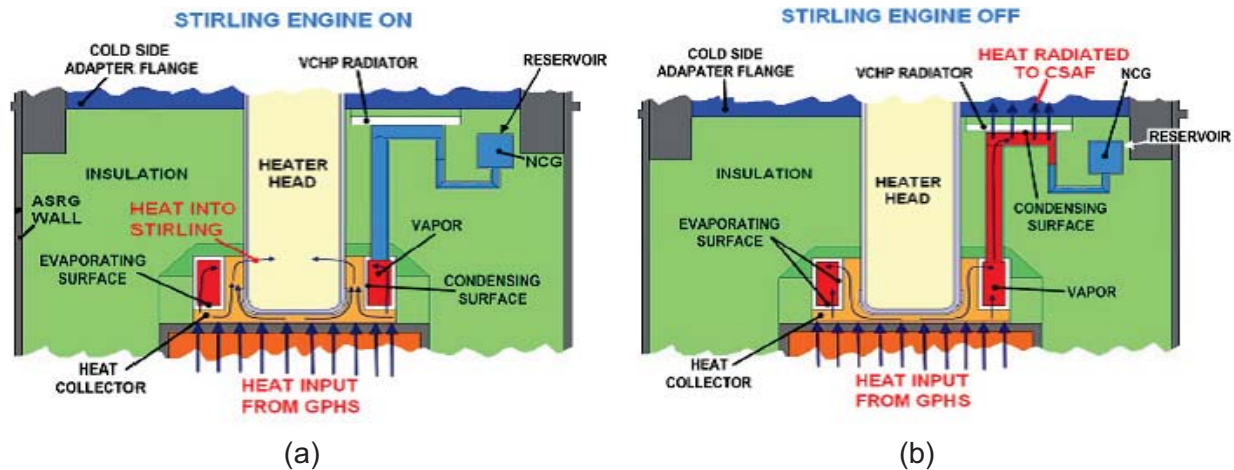 STIRLING ENGINE ON
COLD SIDE
ADAPTER FLANGE
VCHP RADIATOR
RESERVOIR
NCG
INSULATION
HEATER
HEAD
ASRG
WALL
HEAT INTO
STIRLING
VAPOR
EVAPORATING
SURFACE
CONDENSING
SURFACE
HEAT
COLLECTOR
HEAT INPUT
FROM GPHS
(a)
STIRLING ENGINE OFF
COLD SIDE
ADAPATER FLANGE
VCHP RADIATOR
HEAT RADIATED
TO CSAF
NCG
RESERVOIR
INSULATION
HEATER
HEAD
CONDENSING
SURFACE
EVAPORATING
SURFACE
VAPOR
HEAT
COLLECTOR
HEAT INPUT
FROM GPHS
(b)